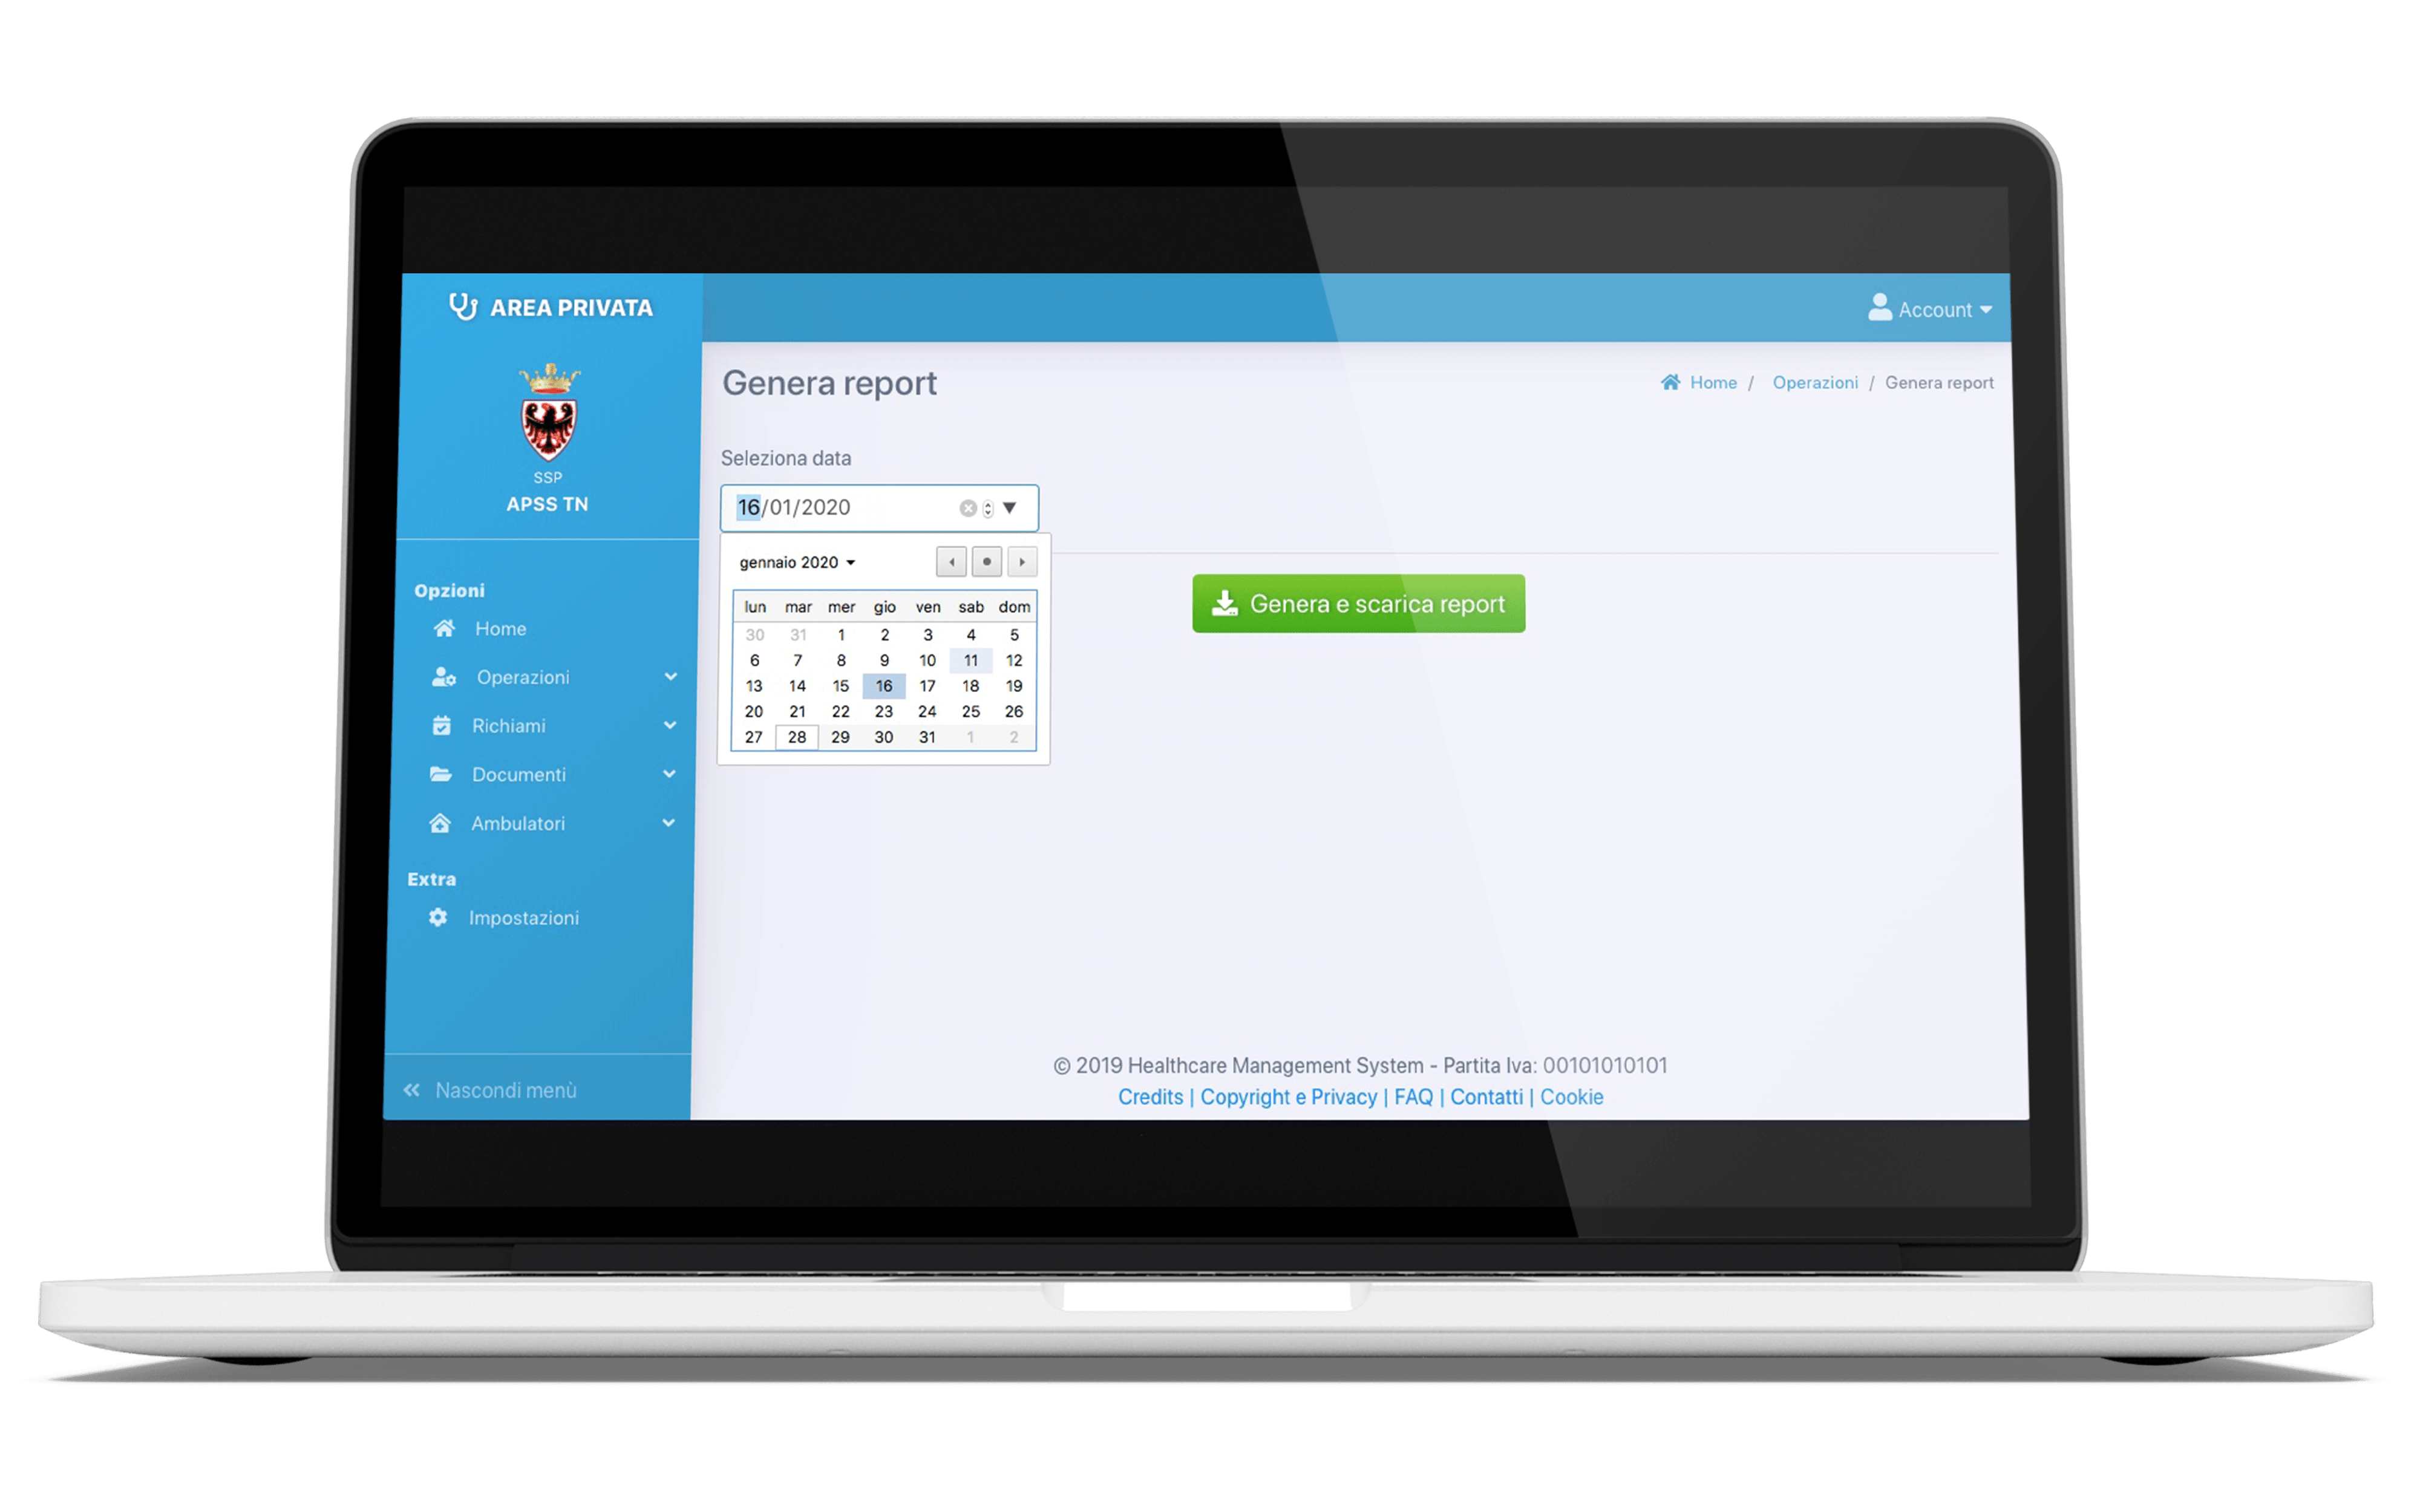 AREA PRIVATA
Account
SSP
APSS TN
Opzioni
Home
Operazioni
Richiami
Documenti
Ambulatori
Extra
Impostazioni
Nascondi menù
Genera report
Home / Operazioni / Genera report
Seleziona data
16/01/2020
gennaio 2020
lun mar mer gio ven sab dom
30 31 1 2 3 4 5
6 7 8 9 10 11 12
13 14 15 16 17 18 19
20 21 22 23 24 25 26
27 28 29 30 31 1 2
Genera e scarica report
© 2019 Healthcare Management System - Partita Iva: 00101010101
Credits | Copyright e Privacy | FAQ | Contatti | Cookie